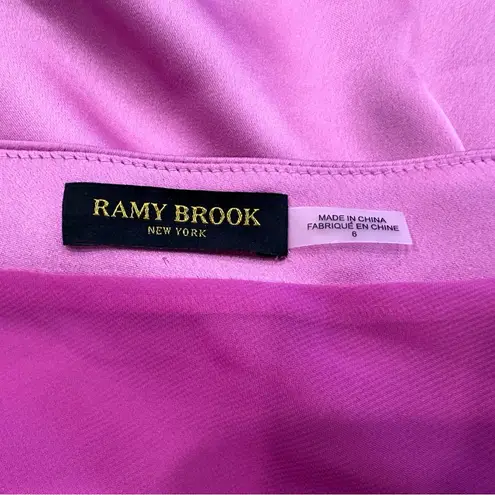 RAMY BROOK
NEW YORK
MADE IN CHINA
FABRIQUÉ EN CHINE
6